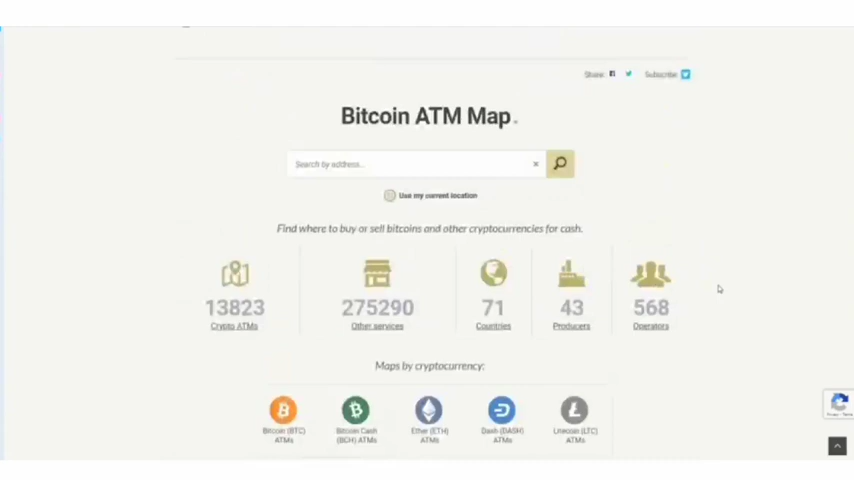 Share: Subscribe:
Bitcoin ATM Map
Search by address...
Use my current location
Find where to buy or sell bitcoins and other cryptocurrencies for cash.
13823 275290 71 43 568
Crypto ATMs Other services Countries Producers Operators
Maps by cryptocurrency:
Bitcoin (BTC) Bitcoin Cash Ether (ETH) Dash (DASH) Litecoin (LTC)
ATMs (BCH) ATMs ATMs ATMs ATMs
Privacy - Terms